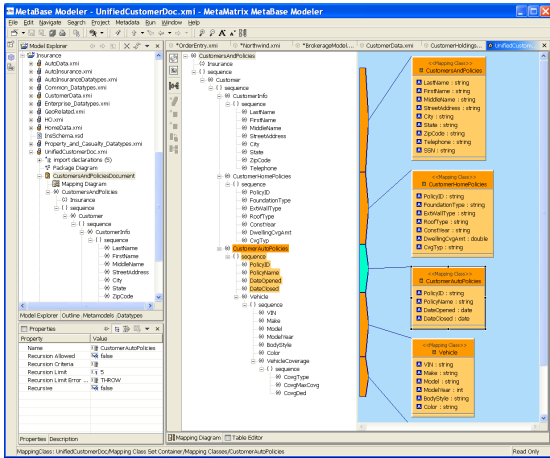 MetaBase Modeler - UnifiedCustomerDoc.xmi - MetaMatrix MetaBase Modeler
File Edit Navigate Search Project Metadata Run Window Help
Model Explorer
Insurance
AutoData.xmi
AutoInsurance.xmi
AutoInsuranceDatatypes.xmi
Common_Datatypes.xmi
CustomerData.xmi
Enterprise_Datatypes.xmi
GeoRelated.xmi
HO.xmi
HomeData.xmi
InsSchema.xsd
Property_and_Casualty_Datatypes.xmi
UnifiedCustomerDoc.xmi
import declarations (5)
Package Diagram
CustomersAndPoliciesDocument
Mapping Diagram
CustomersAndPolicies
Insurance
sequence
Customer
sequence
CustomerInfo
sequence
LastName
FirstName
MiddleName
StreetAddress
City
State
ZipCode
Model Explorer Outline Metamodels Datatypes
Properties
Property Value
Name CustomerAutoPolicies
Recursion Allowed false
Recursion Criteria
Recursion Limit 5
Recursion Limit Error ... THROW
Recursive false
Properties Description
*OrderEntry.xmi *Northwind.xmi *BrokerageModel.... CustomerData.xmi CustomerHoldings... UnifiedCustom...
CustomersAndPolicies
Insurance
sequence
Customer
sequence
CustomerInfo
sequence
LastName
FirstName
MiddleName
StreetAddress
City
State
ZipCode
Telephone
CustomerHomePolicies
sequence
PolicyID
FoundationType
ExtWallType
RoofType
ConstYear
DwellingCvgAmt
CvgTyp
CustomerAutoPolicies
sequence
PolicyID
PolicyName
DateOpened
DateClosed
Vehicle
sequence
VIN
Make
Model
ModelYear
BodyStyle
Color
VehicleCoverage
sequence
CovgType
CovgMaxCovg
CovgDed
<<Mapping Class>>
CustomersAndPolicies
LastName : string
FirstName : string
MiddleName : string
StreetAddress : string
City : string
State : string
ZipCode : string
Telephone : string
SSN : string
<<Mapping Class>>
CustomerHomePolicies
PolicyID : string
FoundationType : string
ExtWallType : string
RoofType : string
ConstYear : string
DwellingCvgAmt : double
CvgTyp : string
<<Mapping Class>>
CustomerAutoPolicies
PolicyID : string
PolicyName : string
DateOpened : date
DateClosed : date
<<Mapping Class>>
Vehicle
VIN : string
Make : string
Model : string
ModelYear : int
BodyStyle : string
Color : string
Mapping Diagram Table Editor
MappingClass: UnifiedCustomerDoc/Mapping Class Set Container/Mapping Classes/CustomerAutoPolicies
Read Only